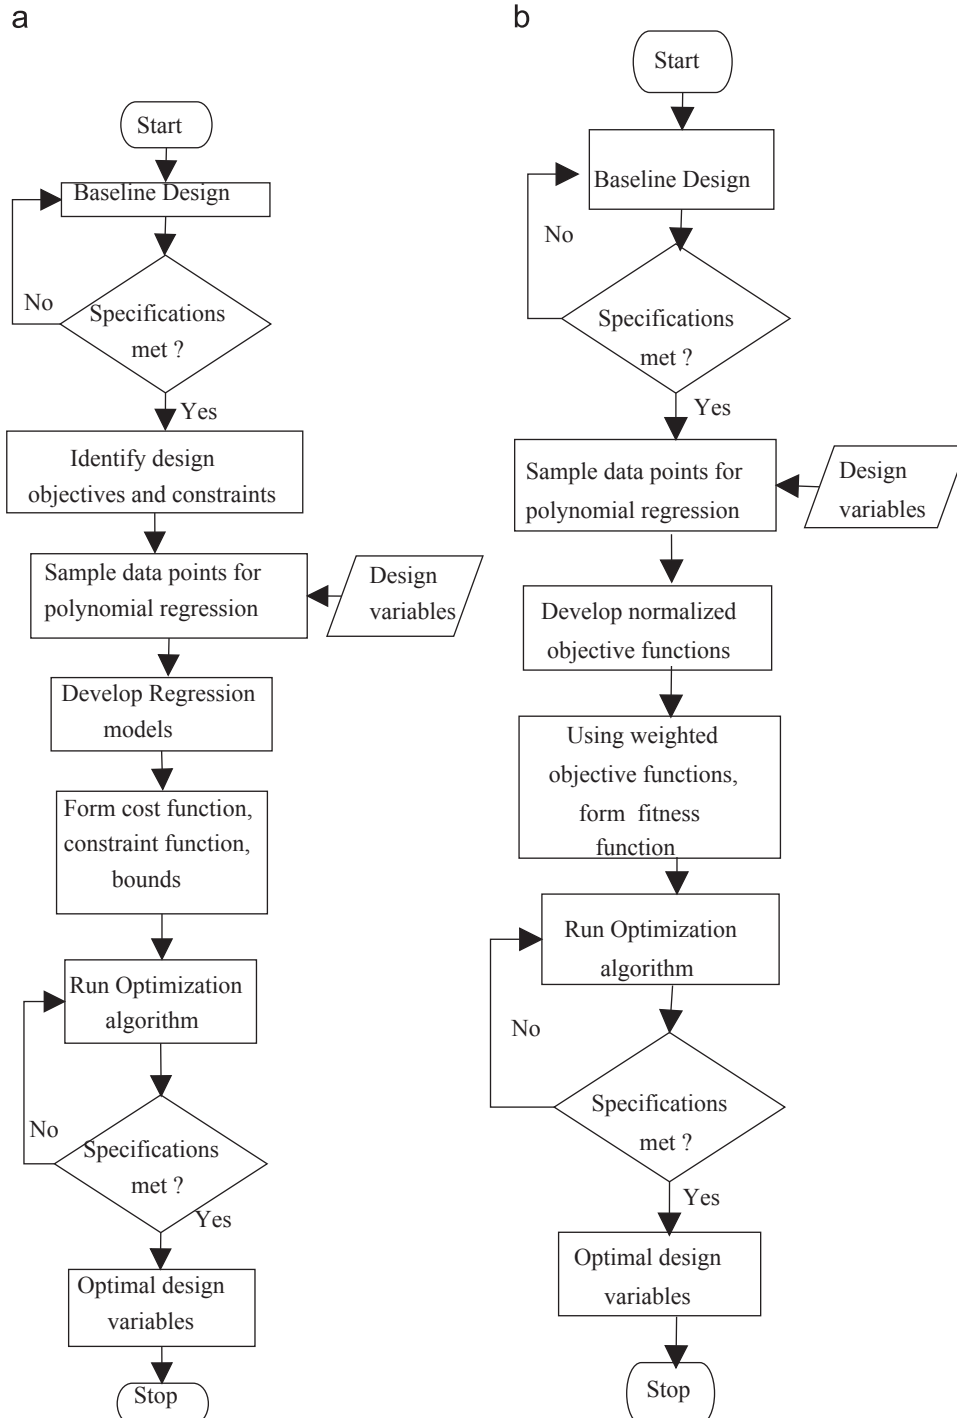 a
Start
Baseline Design
No
Specifications
met ?
Yes
Identify design
objectives and constraints
Sample data points for
polynomial regression
Design
variables
Develop Regression
models
Form cost function,
constraint function,
bounds
Run Optimization
algorithm
No
Specifications
met ?
Yes
Optimal design
variables
Stop
b
Start
Baseline Design
No
Specifications
met ?
Yes
Sample data points for
polynomial regression
Design
variables
Develop normalized
objective functions
Using weighted
objective functions,
form fitness
function
Run Optimization
algorithm
No
Specifications
met ?
Yes
Optimal design
variables
Stop